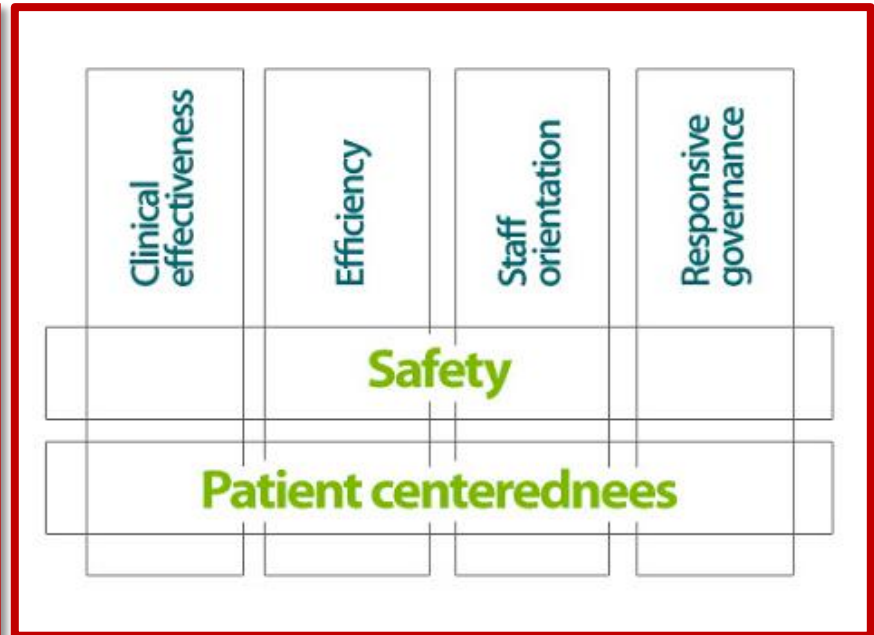 Clinical
effectiveness
Efficiency
Staff
orientation
Responsive
governance
Safety
Patient centerednees